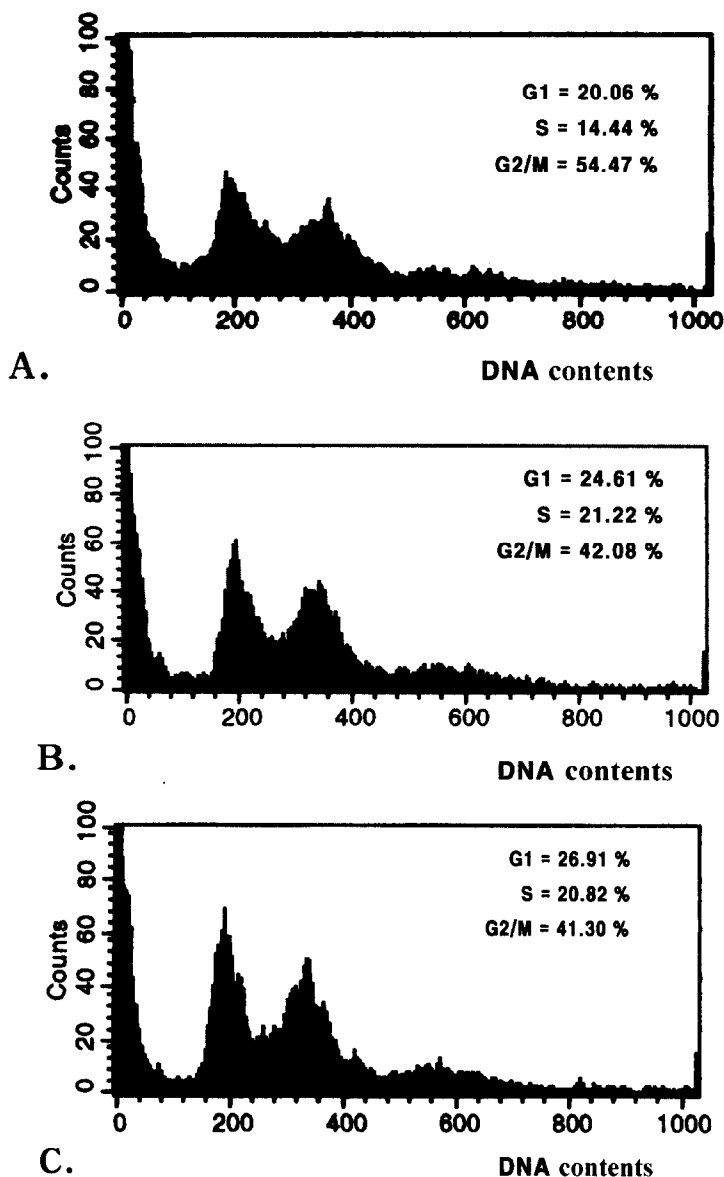 100
80
60
40
20
0
Counts
G1 = 20.06 %
S = 14.44 %
G2/M = 54.47 %
0 200 400 600 800 1000
A.
DNA contents
100
80
60
40
20
0
Counts
G1 = 24.61 %
S = 21.22 %
G2/M = 42.08 %
0 200 400 600 800 1000
B.
DNA contents
100
80
60
40
20
0
Counts
G1 = 26.91 %
S = 20.82 %
G2/M = 41.30 %
0 200 400 600 800 1000
C.
DNA contents